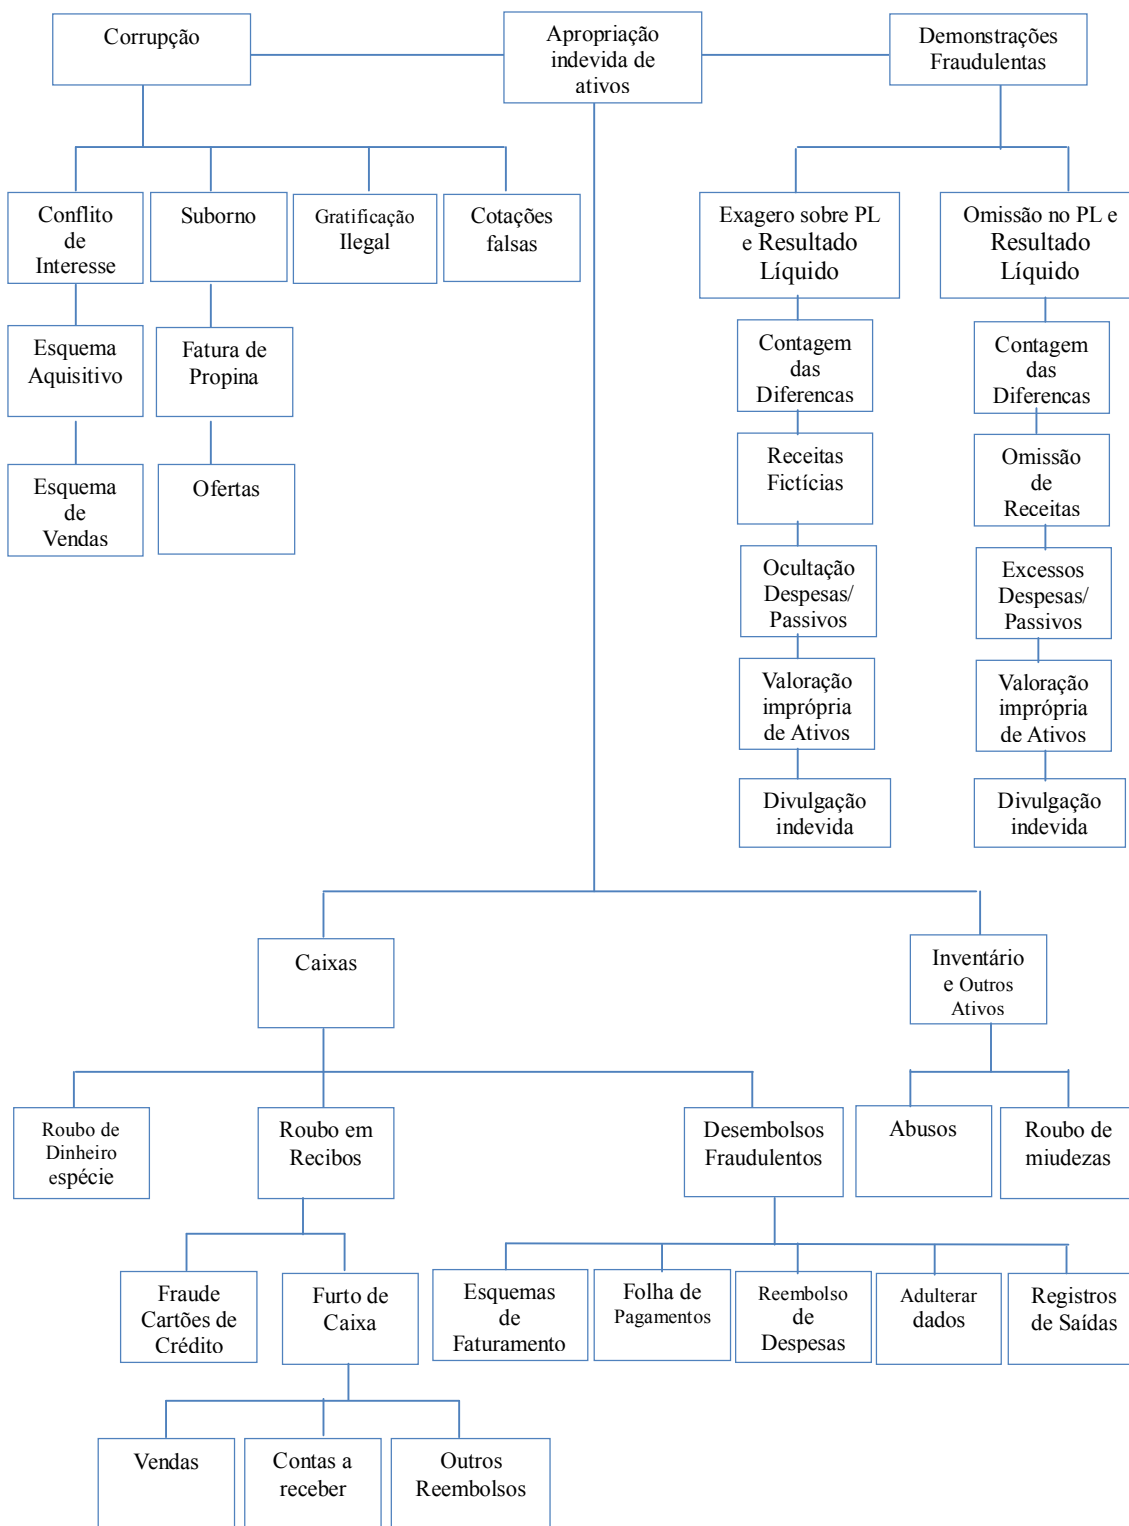 Corrupção
Apropriação
indevida de
ativos
Demonstrações
Fraudulentas
Conflito
de
Interesse
Suborno
Gratificação
Ilegal
Cotações
falsas
Exagero sobre PL
e Resultado
Líquido
Omissão no PL e
Resultado
Líquido
Esquema
Aquisitivo
Fatura de
Propina
Contagem
das
Diferencas
Contagem
das
Diferencas
Esquema
de
Vendas
Ofertas
Receitas
Fictícias
Omissão
de
Receitas
Ocultação
Despesas/
Passivos
Excessos
Despesas/
Passivos
Valoração
imprópria
de Ativos
Valoração
imprópria
de Ativos
Divulgação
indevida
Divulgação
indevida
Caixas
Inventário
e Outros
Ativos
Roubo de
Dinheiro
espécie
Roubo em
Recibos
Desembolsos
Fraudulentos
Abusos
Roubo de
miudezas
Fraude
Cartões de
Crédito
Furto de
Caixa
Esquemas
de
Faturamento
Folha de
Pagamentos
Reembolso
de
Despesas
Adulterar
dados
Registros
de Saídas
Vendas
Contas a
receber
Outros
Reembolsos